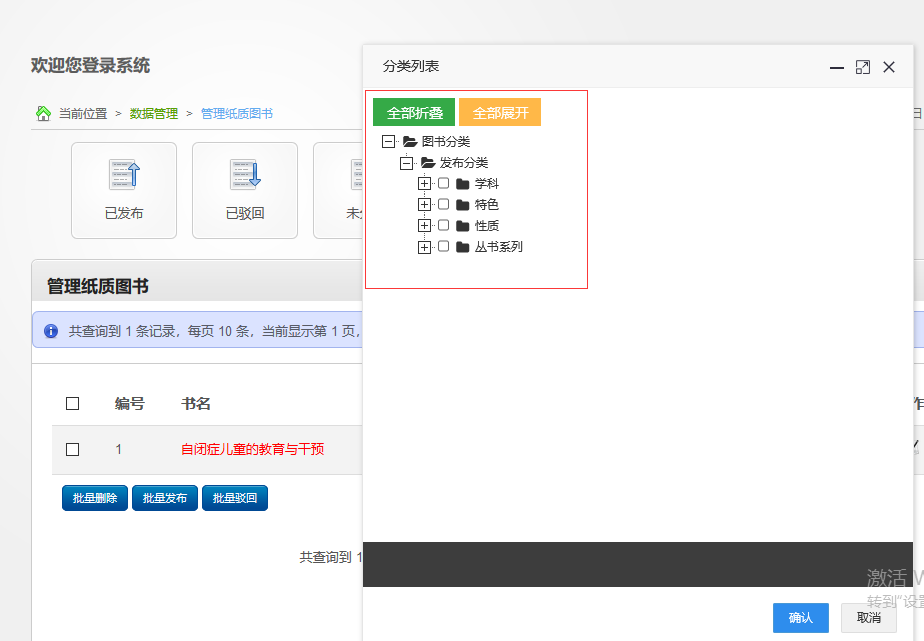 欢迎您登录系统
分类列表
当前位置 > 数据管理 > 管理纸质图书
日
全部折叠 全部展开
图书分类
发布分类
学科
特色
性质
丛书系列
已发布
已驳回
未
管理纸质图书
共查询到 1 条记录，每页 10 条，当前显示第 1 页，
编号 书名
1 自闭症儿童的教育与干预
批量删除 批量发布 批量驳回
共查询到 1
激活 W
转到"设置
确认 取消